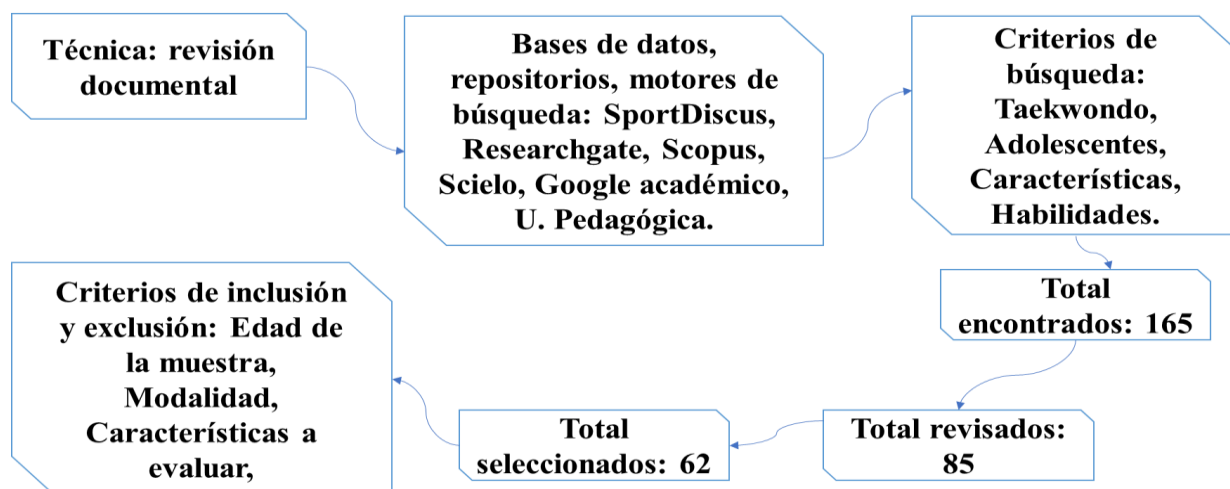 Técnica: revisión
documental
Bases de datos,
repositorios, motores de
búsqueda: SportDiscus,
Researchgate, Scopus,
Scielo, Google académico,
U. Pedagógica.
Criterios de
búsqueda:
Taekwondo,
Adolescentes,
Características,
Habilidades.
Total
encontrados: 165
Total revisados:
85
Total
seleccionados: 62
Criterios de inclusión
y exclusión: Edad de
la muestra,
Modalidad,
Características a
evaluar,